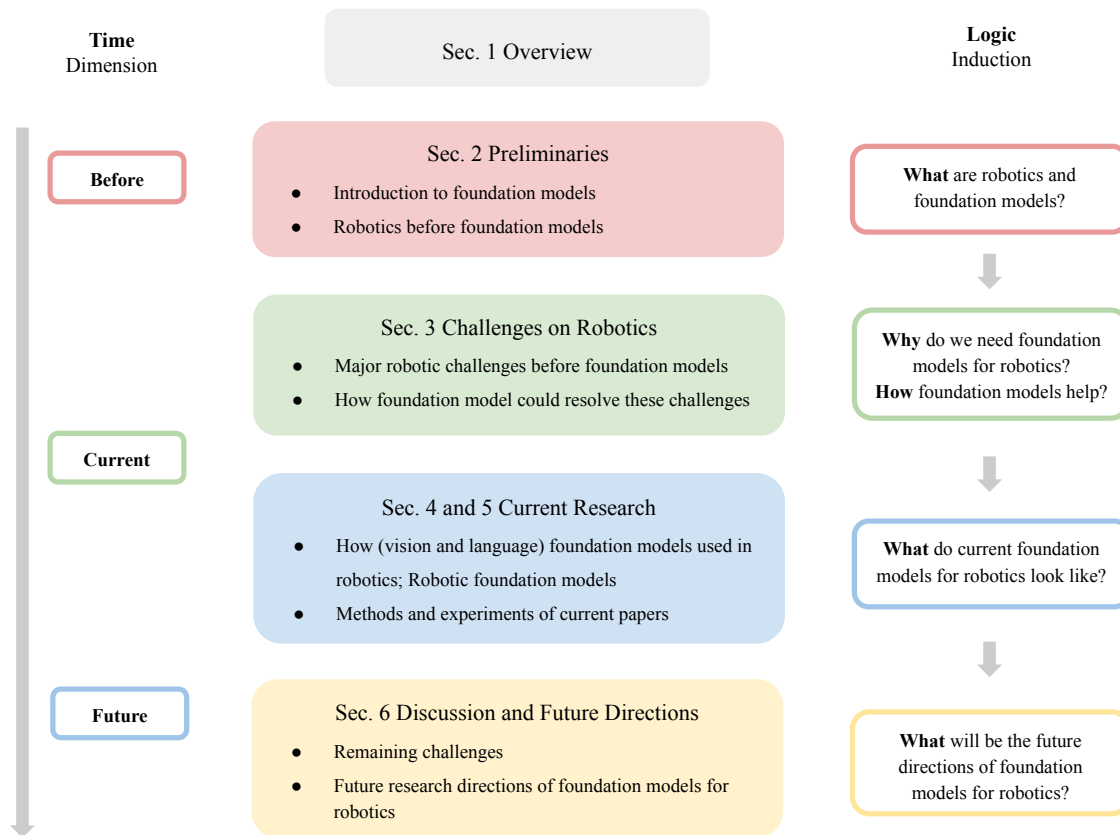 Time
Dimension
Sec. 1 Overview
Logic
Induction
Before
Sec. 2 Preliminaries
● Introduction to foundation models
● Robotics before foundation models
What are robotics and
foundation models?
Sec. 3 Challenges on Robotics
● Major robotic challenges before foundation models
● How foundation model could resolve these challenges
Why do we need foundation
models for robotics?
How foundation models help?
Current
Sec. 4 and 5 Current Research
● How (vision and language) foundation models used in
robotics; Robotic foundation models
● Methods and experiments of current papers
What do current foundation
models for robotics look like?
Future
Sec. 6 Discussion and Future Directions
● Remaining challenges
● Future research directions of foundation models for
robotics
What will be the future
directions of foundation
models for robotics?